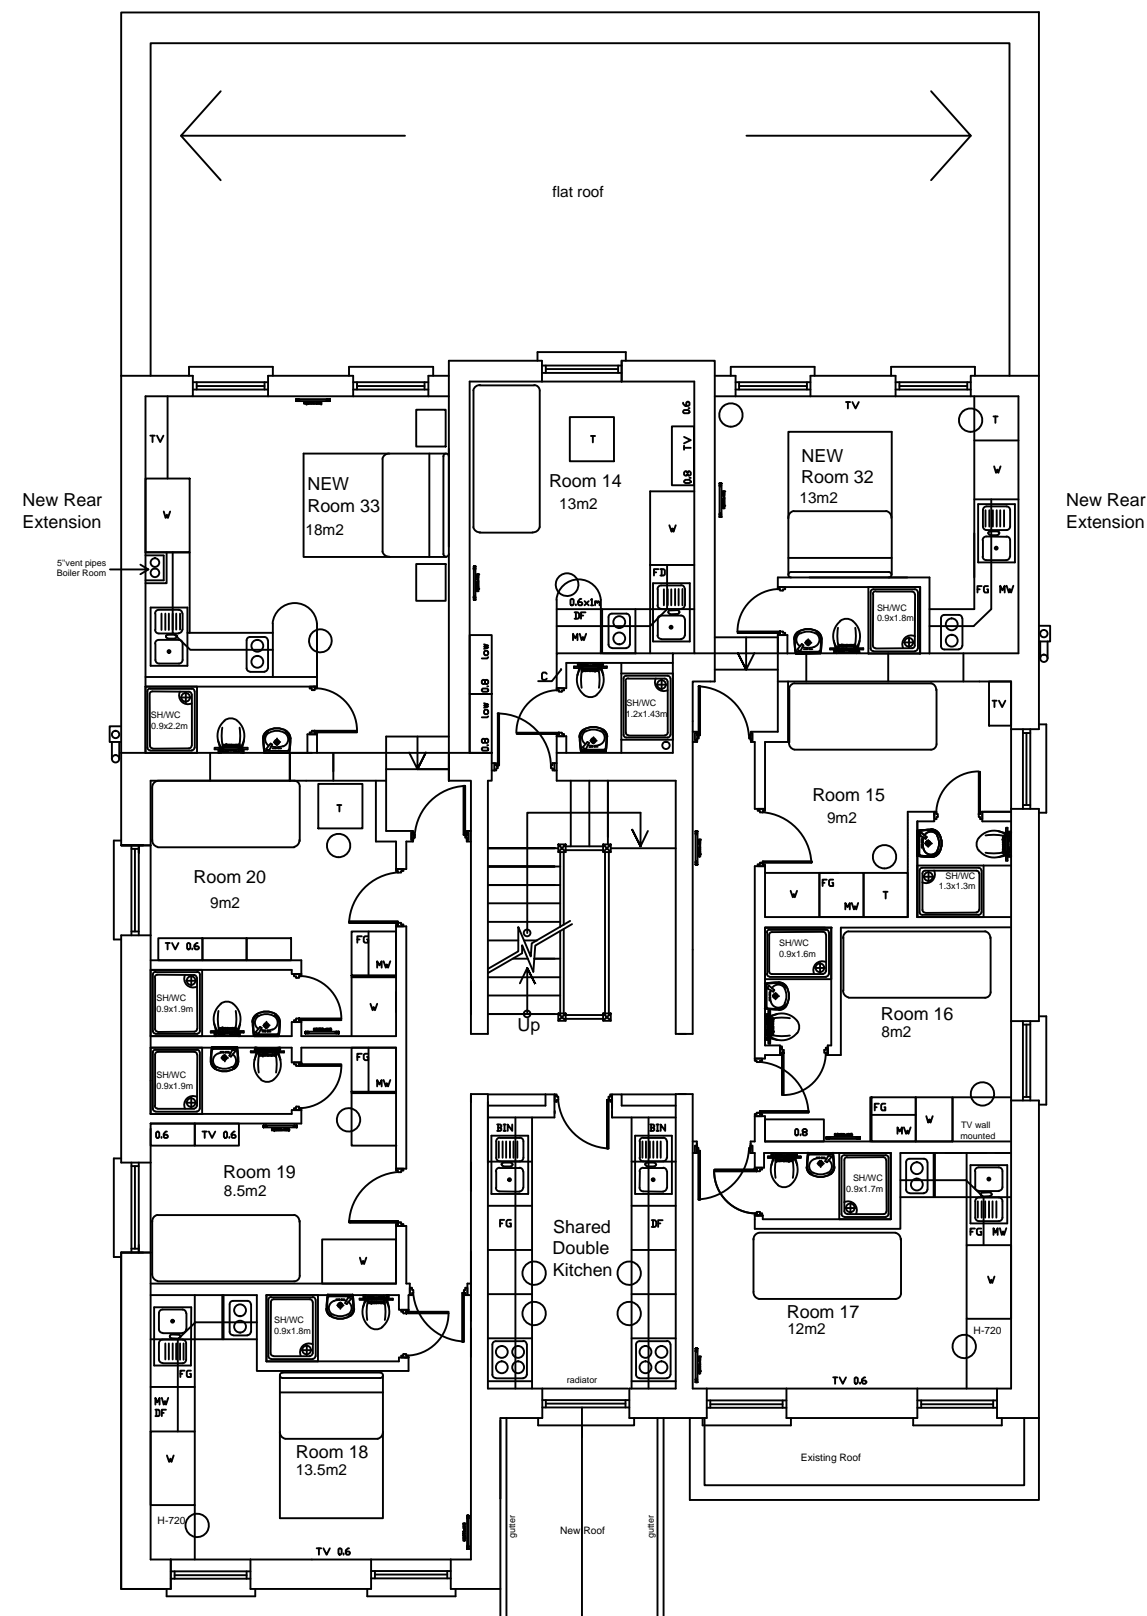 flat roof
TV
NEW
Room 33
18m2
W
New Rear
Extension
5"vent pipes
Boiler Room
SH/WC
0.9x2.2m
0.6
T
TV
0.8
Room 14
13m2
W
FD
0.6x1m
DF
MW
low
0.8
low
0.8
C
SH/WC
1.2x1.43m
TV
T
NEW
Room 32
13m2
W
New Rear
Extension
FG MW
SH/WC
0.9x1.8m
T
Room 20
9m2
TV 0.6
FG
MW
W
SH/WC
0.9x1.9m
Up
TV
Room 15
9m2
W
FG
MW
T
SH/WC
1.3x1.3m
SH/WC
0.9x1.6m
Room 16
8m2
FG
MW
W
TV wall
mounted
0.8
SH/WC
0.9x1.9m
FG
MW
0.6
TV 0.6
Room 19
8.5m2
W
BIN
BIN
FG
DF
Shared
Double
Kitchen
radiator
SH/WC
0.9x1.7m
FG MW
W
Room 17
12m2
H-720
TV 0.6
SH/WC
0.9x1.8m
FG
MW
DF
W
Room 18
13.5m2
H-720
TV 0.6
Existing Roof
gutter
New Roof
gutter